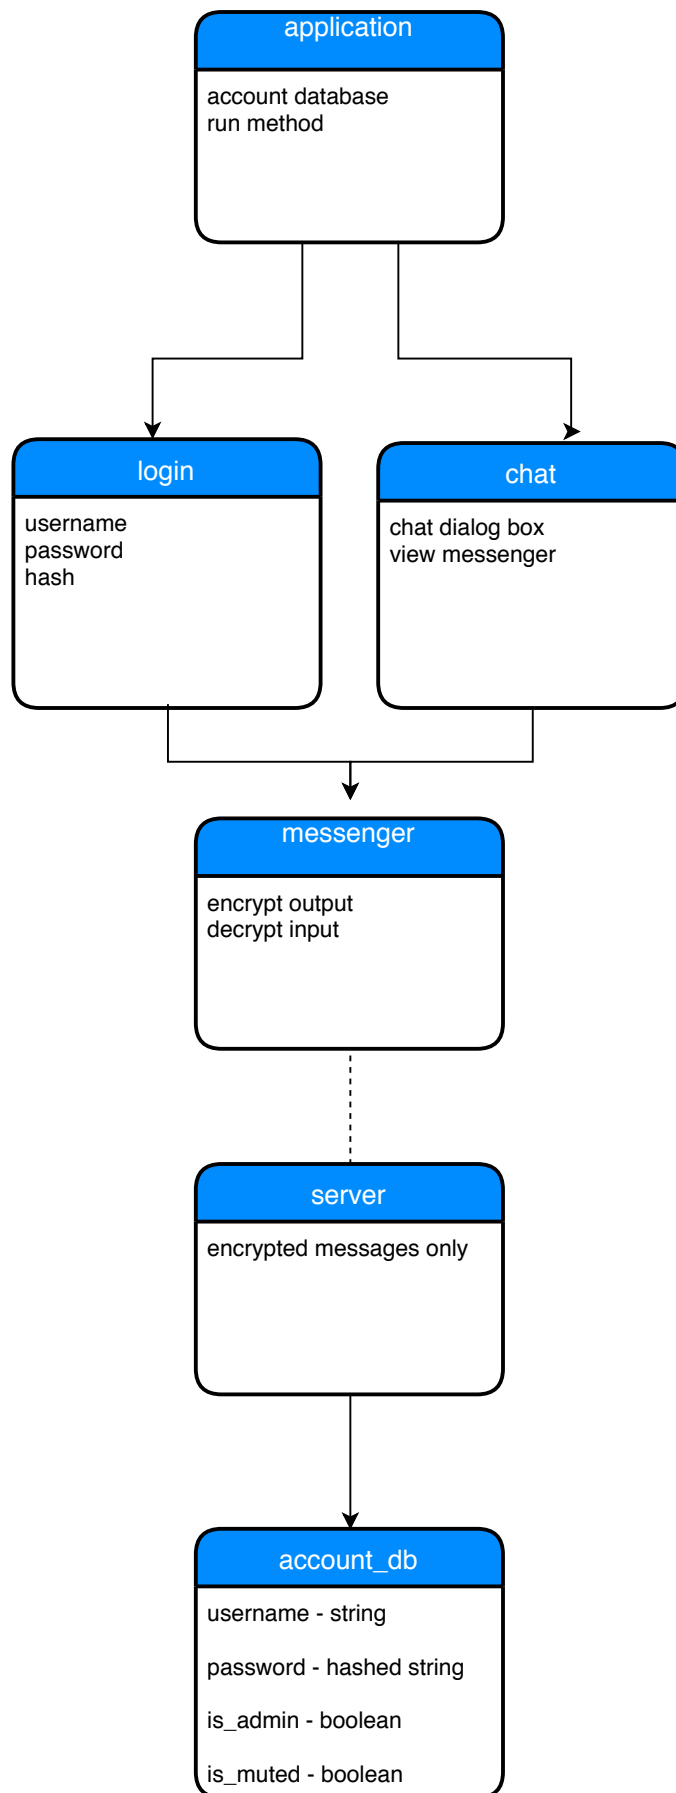 application
account database
run method
login
username
password
hash
chat
chat dialog box
view messenger
messenger
encrypt output
decrypt input
server
encrypted messages only
account_db
username - string
password - hashed string
is_admin - boolean
is_muted - boolean